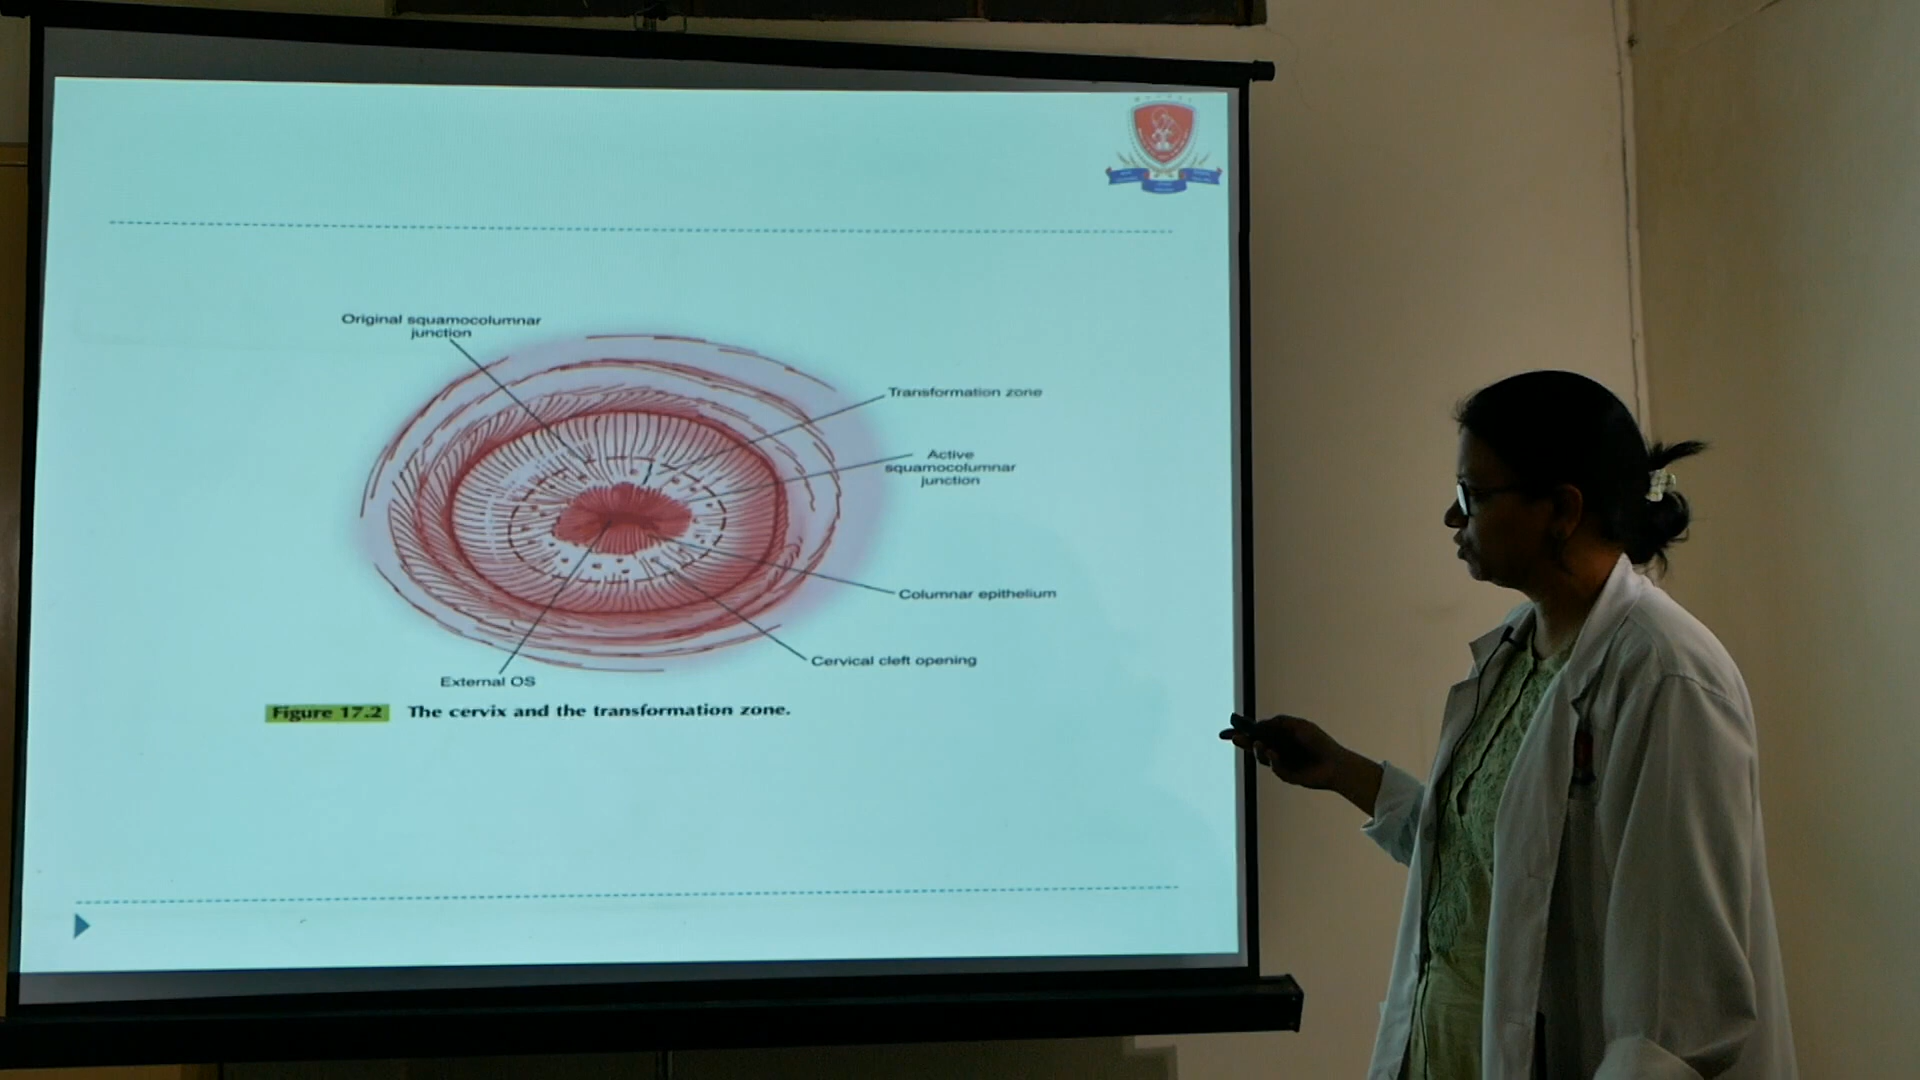 Original squamocolumnar
junction
Transformation zone
Active
squamocolumnar
junction
Columnar epithelium
Cervical cleft opening
External OS
Figure 17.2 The cervix and the transformation zone.